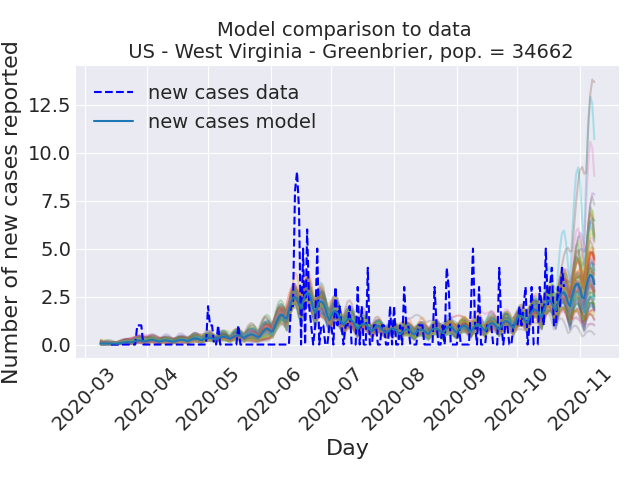 Model comparison to data
US - West Virginia - Greenbrier, pop. = 34662
Number of new cases reported
12.5
10.0
7.5
5.0
2.5
0.0
new cases data
new cases model
2020-03
2020-04
2020-05
2020-06
2020-07
2020-08
2020-09
2020-10
2020-11
Day